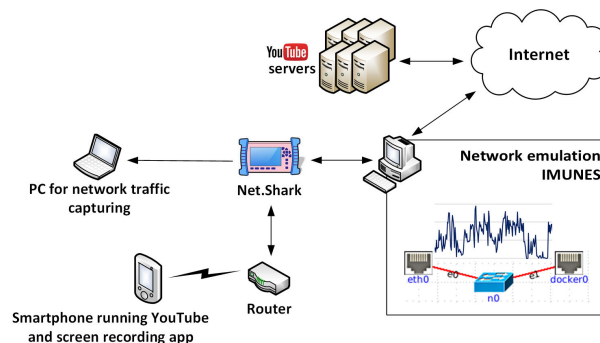 YouTube
servers
Internet
Network emulation
IMUNES
PC for network traffic
capturing
Net.Shark
eth0
e0
n0
e1
docker0
Router
Smartphone running YouTube
and screen recording app